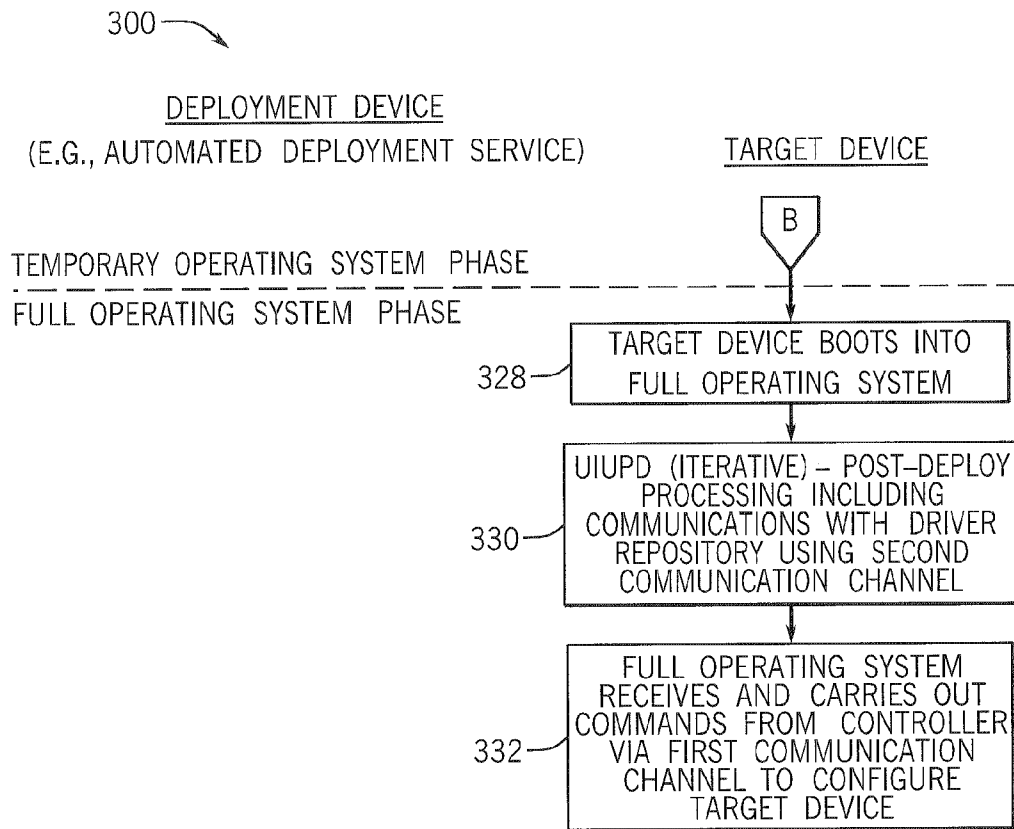 300
DEPLOYMENT DEVICE
(E.G., AUTOMATED DEPLOYMENT SERVICE)
TARGET DEVICE
B
TEMPORARY OPERATING SYSTEM PHASE
FULL OPERATING SYSTEM PHASE
328
TARGET DEVICE BOOTS INTO
FULL OPERATING SYSTEM
330
UIUPD (ITERATIVE) – POST–DEPLOY
PROCESSING INCLUDING
COMMUNICATIONS WITH DRIVER
REPOSITORY USING SECOND
COMMUNICATION CHANNEL
332
FULL OPERATING SYSTEM
RECEIVES AND CARRIES OUT
COMMANDS FROM CONTROLLER
VIA FIRST COMMUNICATION
CHANNEL TO CONFIGURE
TARGET DEVICE